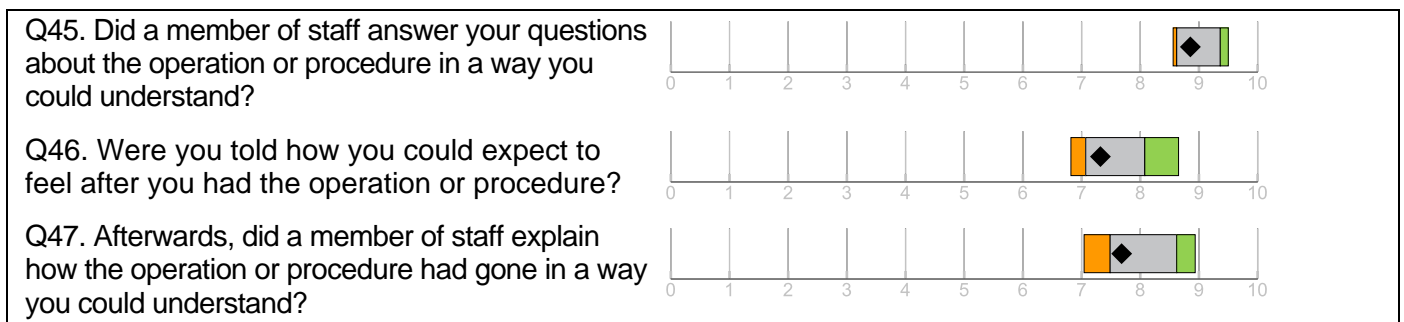 Q45. Did a member of staff answer your questions
about the operation or procedure in a way you
could understand?
0 1 2 3 4 5 6 7 8 9 10
Q46. Were you told how you could expect to
feel after you had the operation or procedure?
0 1 2 3 4 5 6 7 8 9 10
Q47. Afterwards, did a member of staff explain
how the operation or procedure had gone in a way
you could understand?
0 1 2 3 4 5 6 7 8 9 10